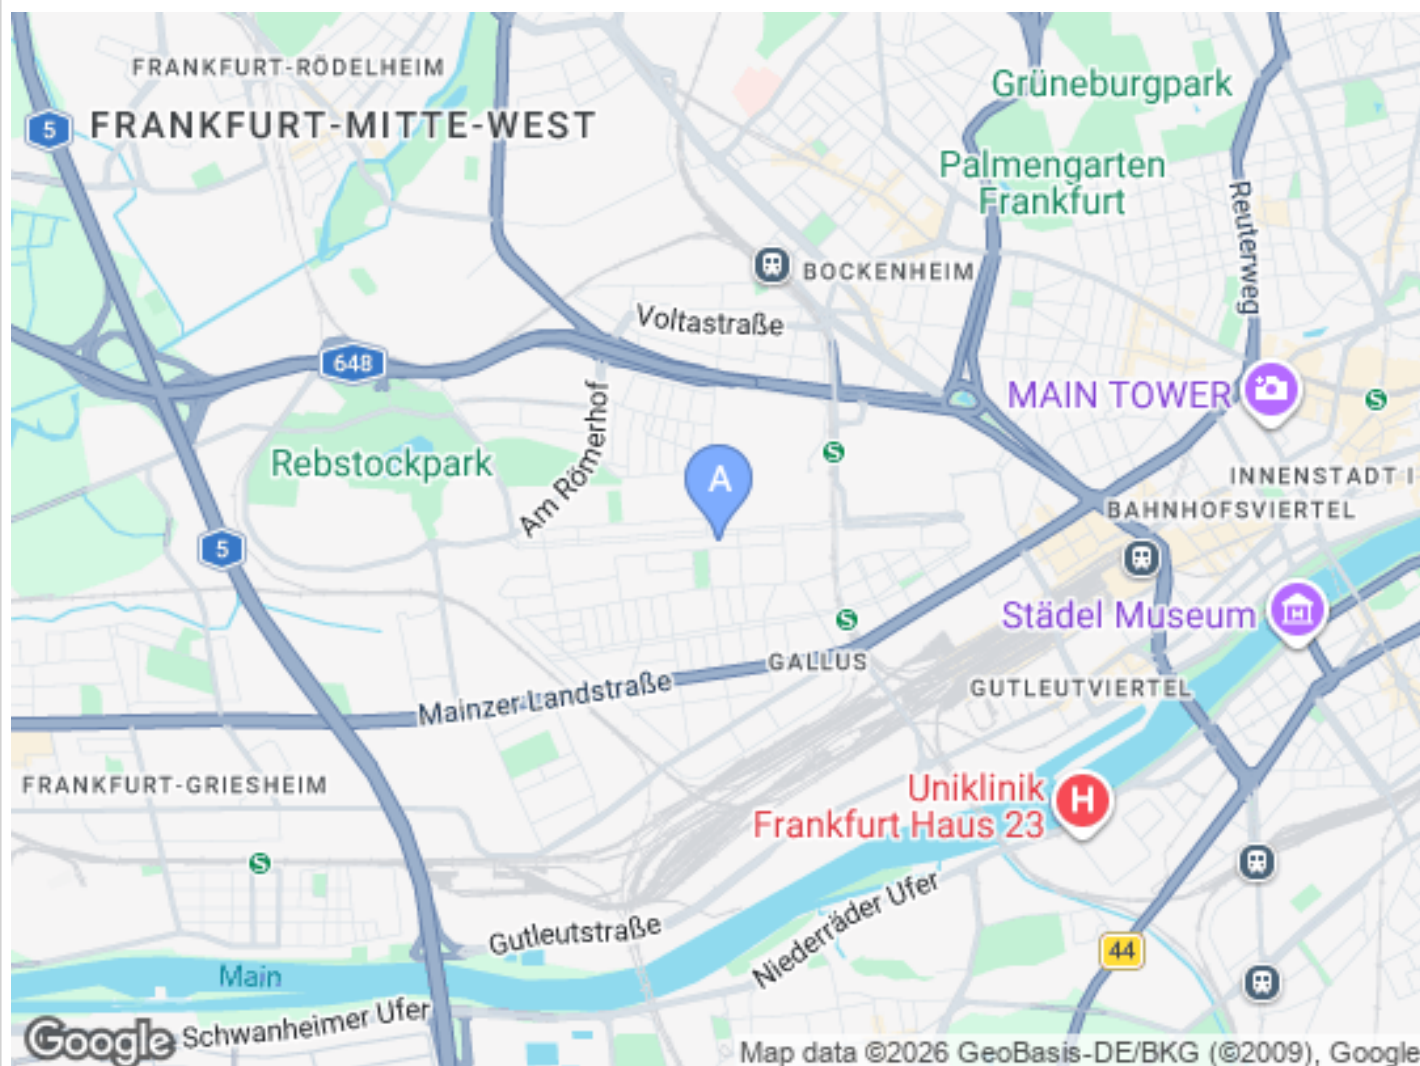 FRANKFURT-RÖDELHEIM
Grüneburgpark
5
FRANKFURT-MITTE-WEST
Palmengarten
Frankfurt
Reuterweg
BOCKENHEIM
Voltastraße
648
MAIN TOWER
S
Am Römerhof
Rebstockpark
S
A
INNENSTADT I
BAHNHOFSVIERTEL
5
Städel Museum
S
GALLUS
GUTLEUTVIERTEL
Mainzer Landstraße
FRANKFURT-GRIESHEIM
Uniklinik
Frankfurt Haus 23
H
S
Niederräder Ufer
Gutleutstraße
44
Main
Schwanheimer Ufer
Google
Map data ©2026 GeoBasis-DE/BKG (©2009), Google